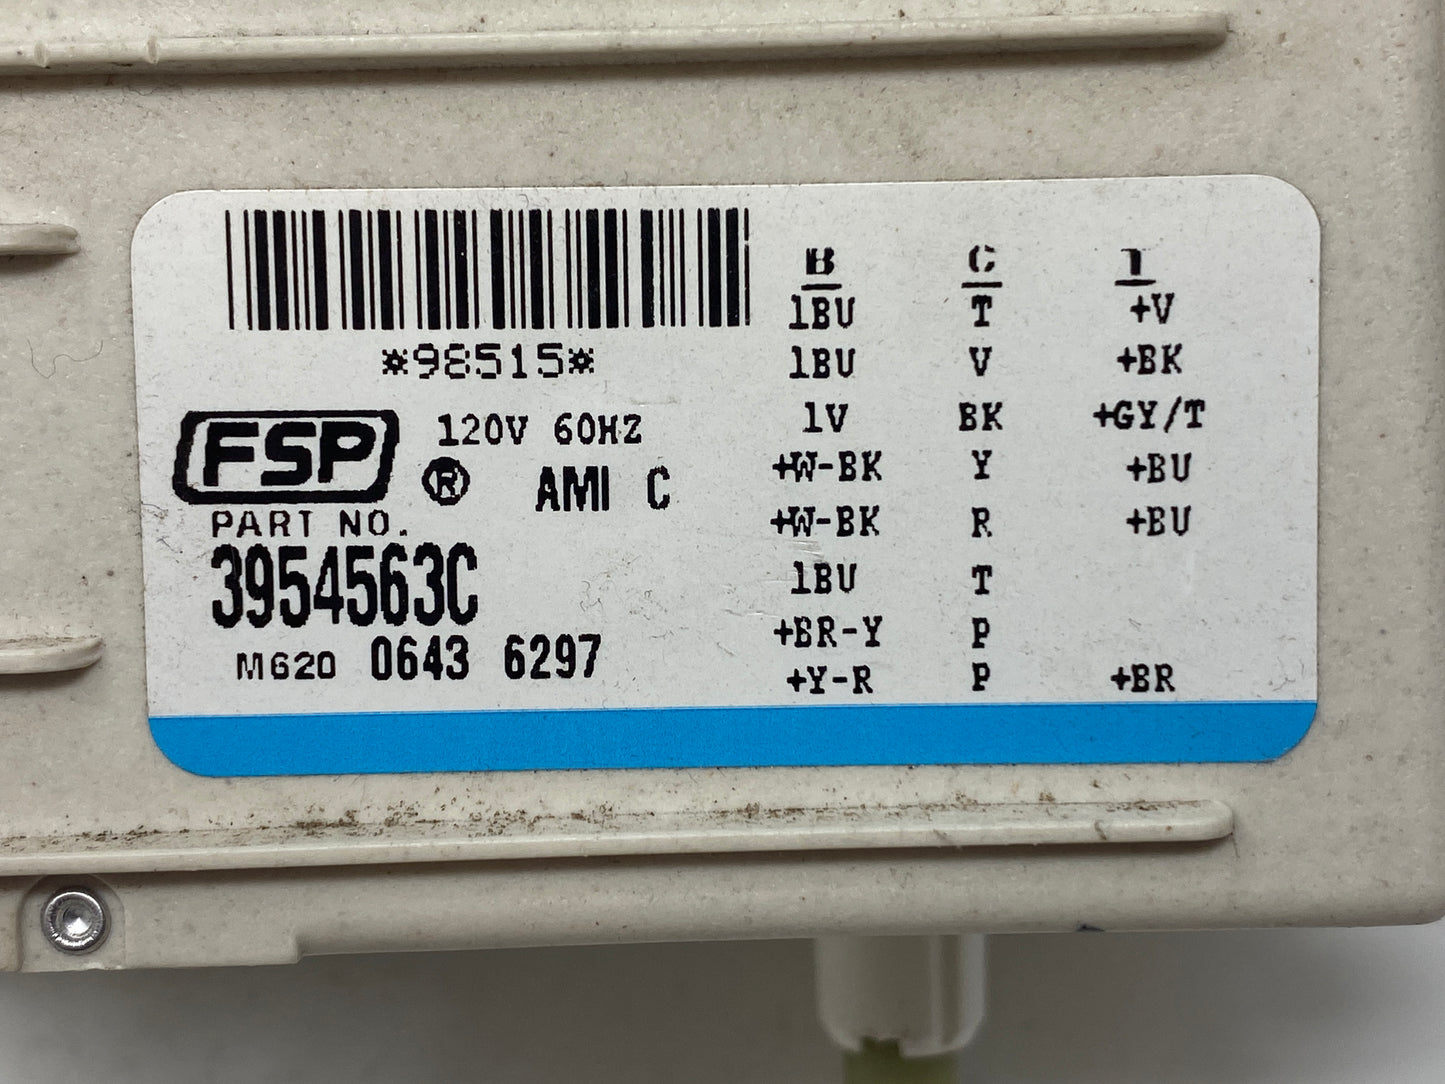 *98515*
FSP ® 120V 60HZ
AMI C
PART NO.
3954563C
M620 0643 6297
B C T
1BU T +V
1BU V +BK
1V BK +GY/T
+W-BK Y +BU
+W-BK R +BU
1BU T
+BR-Y P
+Y-R P +BR